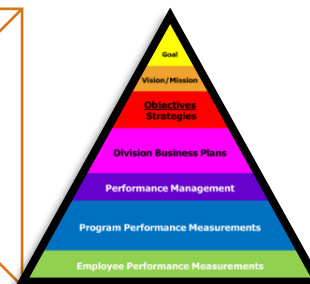 Goal
Vision/Mission
Objectives
Strategies
Division Business Plans
Performance Management
Program Performance Measurements
Employee Performance Measurements